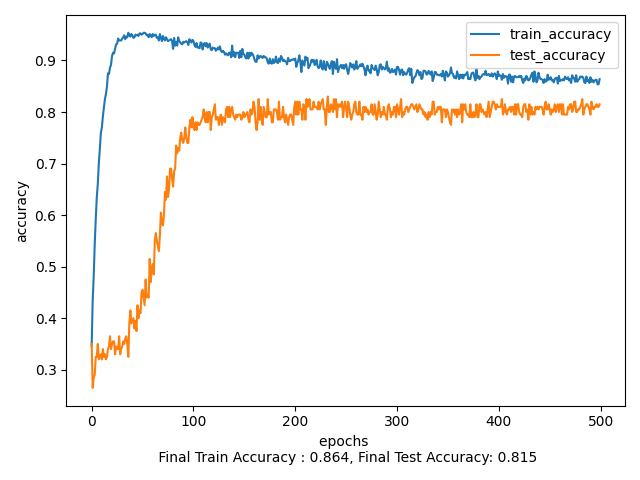 train_accuracy
test_accuracy
0.9
0.8
0.7
0.6
0.5
0.4
0.3
accuracy
0 100 200 300 400 500
epochs
Final Train Accuracy : 0.864, Final Test Accuracy: 0.815